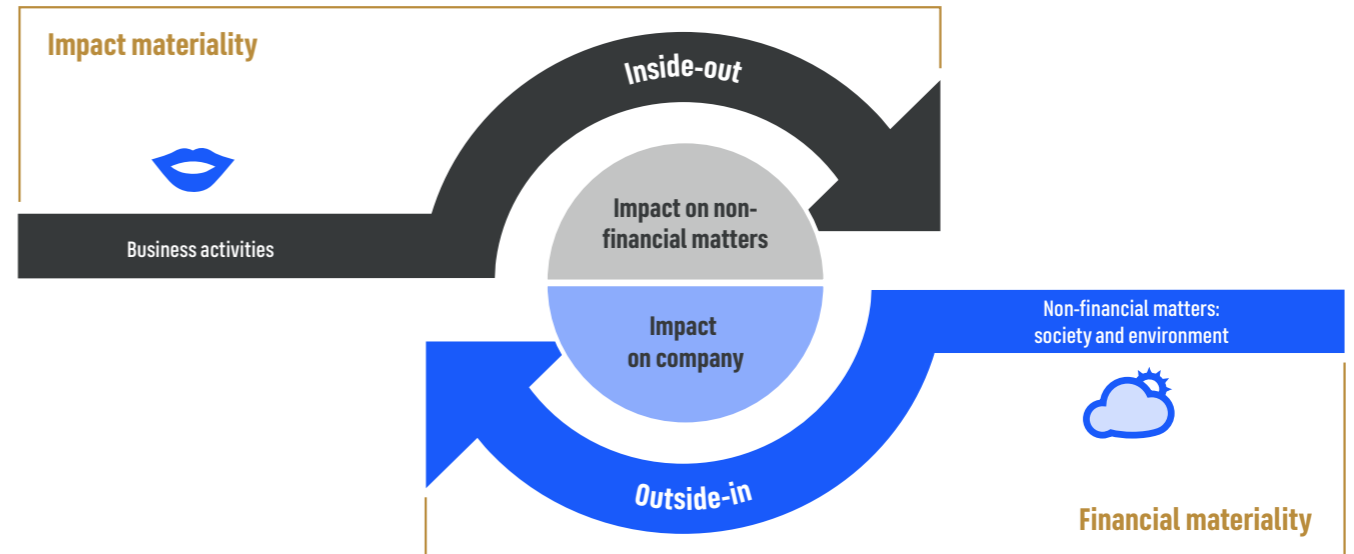 Impact materiality
Inside-out
Business activities
Impact on non-
financial matters
Impact
on company
Non-financial matters:
society and environment
Outside-in
Financial materiality